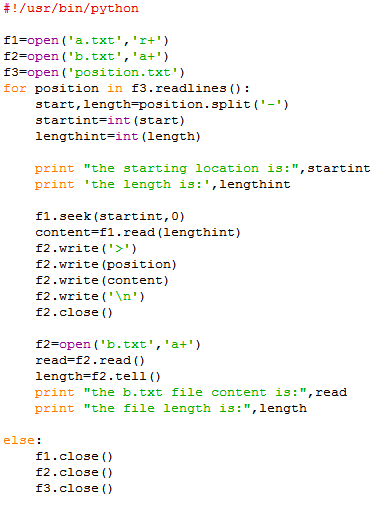 #!/usr/bin/python
f1=open('a.txt','r+')
f2=open('b.txt','a+')
f3=open('position.txt')
for position in f3.readlines():
    start,length=position.split('-')
    startint=int(start)
    lengthint=int(length)
    print "the starting location is:",startint
    print 'the length is:',lengthint
    f1.seek(startint,0)
    content=f1.read(lengthint)
    f2.write('>')
    f2.write(position)
    f2.write(content)
    f2.write('\n')
    f2.close()
    f2=open('b.txt','a+')
    read=f2.read()
    length=f2.tell()
    print "the b.txt file content is:",read
    print "the file length is:",length
else:
    f1.close()
    f2.close()
    f3.close()